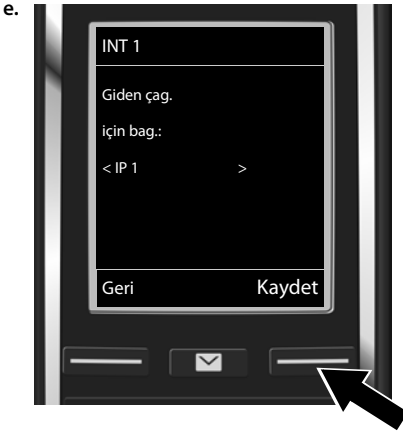 e.
INT 1
Giden çag.
için bag.:
< IP 1 >
Geri Kaydet